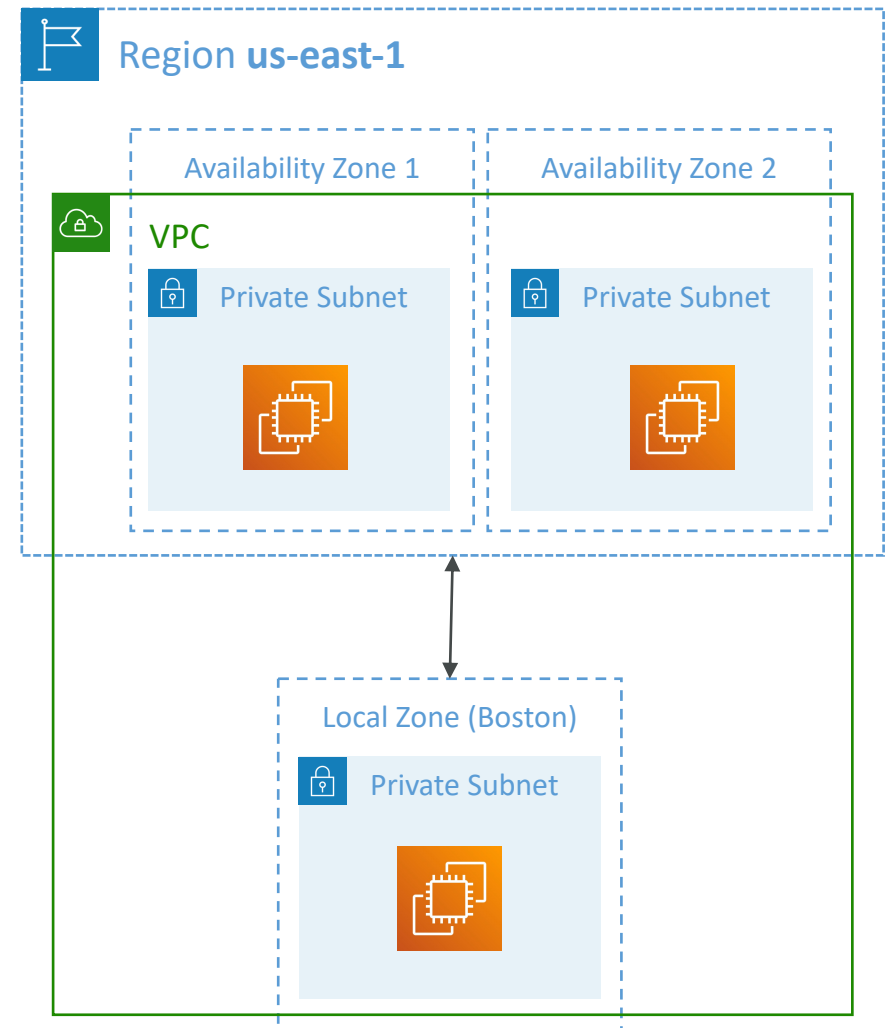 Region us-east-1
Availability Zone 1
Availability Zone 2
VPC
Private Subnet
Private Subnet
Local Zone (Boston)
Private Subnet